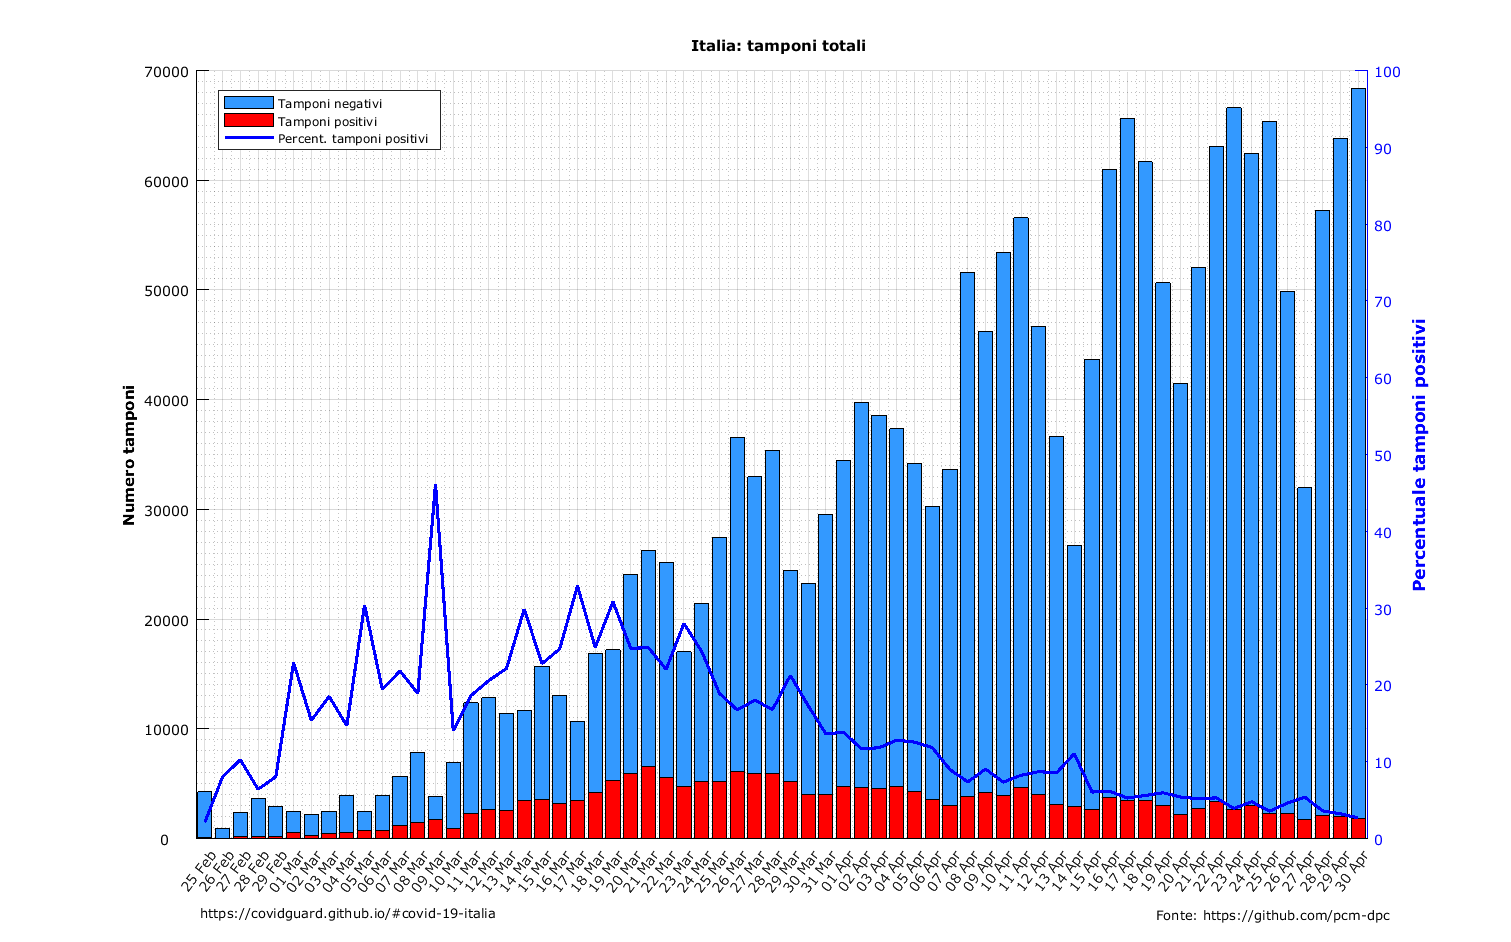 Italia: tamponi totali
Tamponi negativi
Tamponi positivi
Percent. tamponi positivi
70000
60000
50000
40000
30000
20000
10000
0
Numero tamponi
100
90
80
70
60
50
40
30
20
10
0
Percentuale tamponi positivi
25 Feb
26 Feb
27 Feb
28 Feb
29 Feb
01 Mar
02 Mar
03 Mar
04 Mar
05 Mar
06 Mar
07 Mar
08 Mar
09 Mar
10 Mar
11 Mar
12 Mar
13 Mar
14 Mar
15 Mar
16 Mar
17 Mar
18 Mar
19 Mar
20 Mar
21 Mar
22 Mar
23 Mar
24 Mar
25 Mar
26 Mar
27 Mar
28 Mar
29 Mar
30 Mar
31 Mar
01 Apr
02 Apr
03 Apr
04 Apr
05 Apr
06 Apr
07 Apr
08 Apr
09 Apr
10 Apr
11 Apr
12 Apr
13 Apr
14 Apr
15 Apr
16 Apr
17 Apr
18 Apr
19 Apr
20 Apr
21 Apr
22 Apr
23 Apr
24 Apr
25 Apr
26 Apr
27 Apr
28 Apr
29 Apr
30 Apr
https://covidguard.github.io/#covid-19-italia
Fonte: https://github.com/pcm-dpc